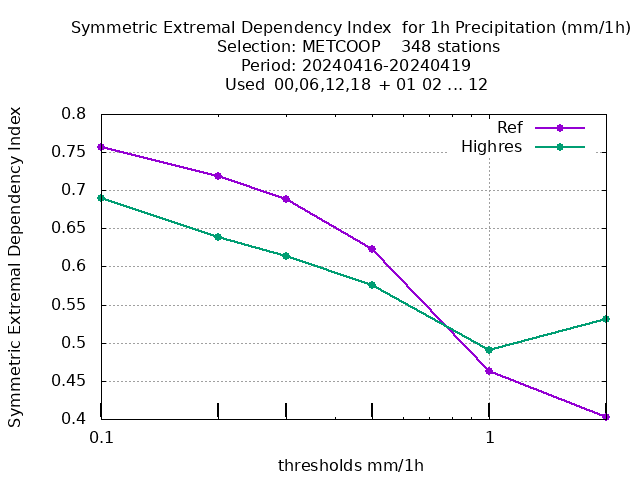 Symmetric Extremal Dependency Index  for 1h Precipitation (mm/1h)
Selection: METCOOP    348 stations
Period: 20240416-20240419
Used  00,06,12,18 + 01 02 ... 12
Symmetric Extremal Dependency Index
0.8
0.75
0.7
0.65
0.6
0.55
0.5
0.45
0.4
Ref
Highres
0.1
1
thresholds mm/1h